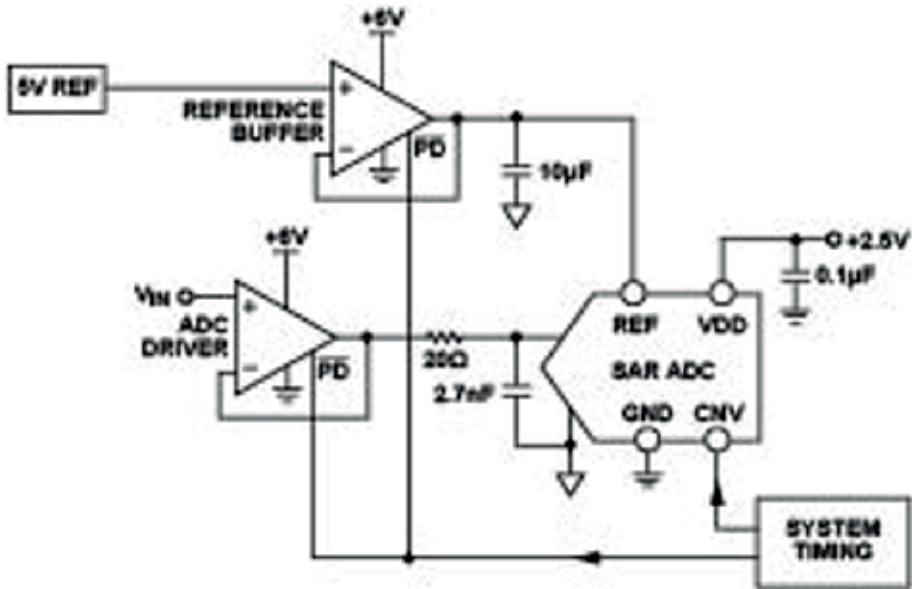 +6V
5V REF
+
REFERENCE
BUFFER
−
PD
10µF
+6V
+2.5V
0.1µF
VIN
+
ADC
DRIVER
−
PD
20Ω
2.7nF
REF
VDD
SAR ADC
GND
CNV
SYSTEM
TIMING